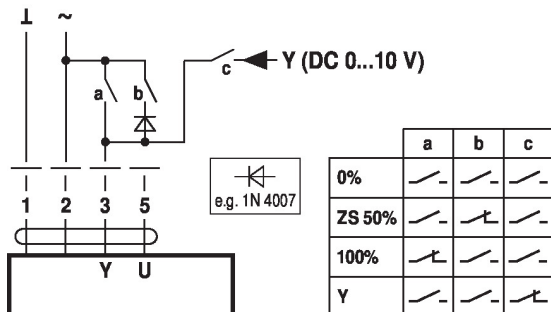 ⊥ ~
a b c Y (DC 0...10 V)
1 2 3 5
Y U
e.g. 1N 4007
a b c
0%
ZS 50%
100%
Y